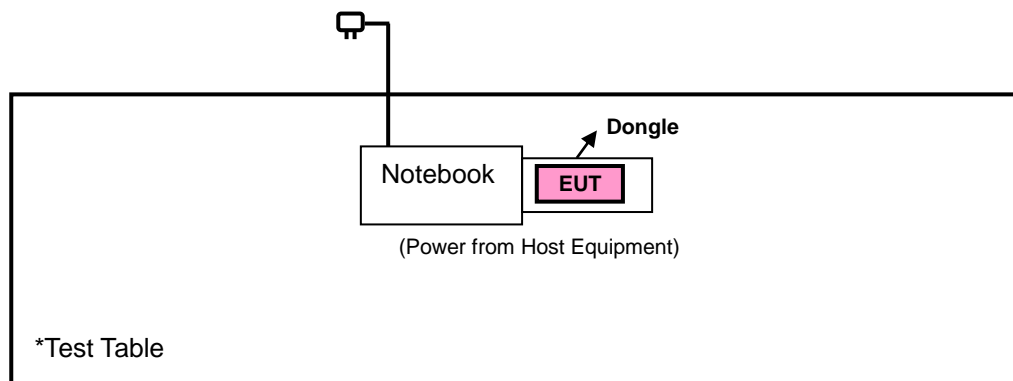 Dongle
Notebook
EUT
(Power from Host Equipment)
*Test Table